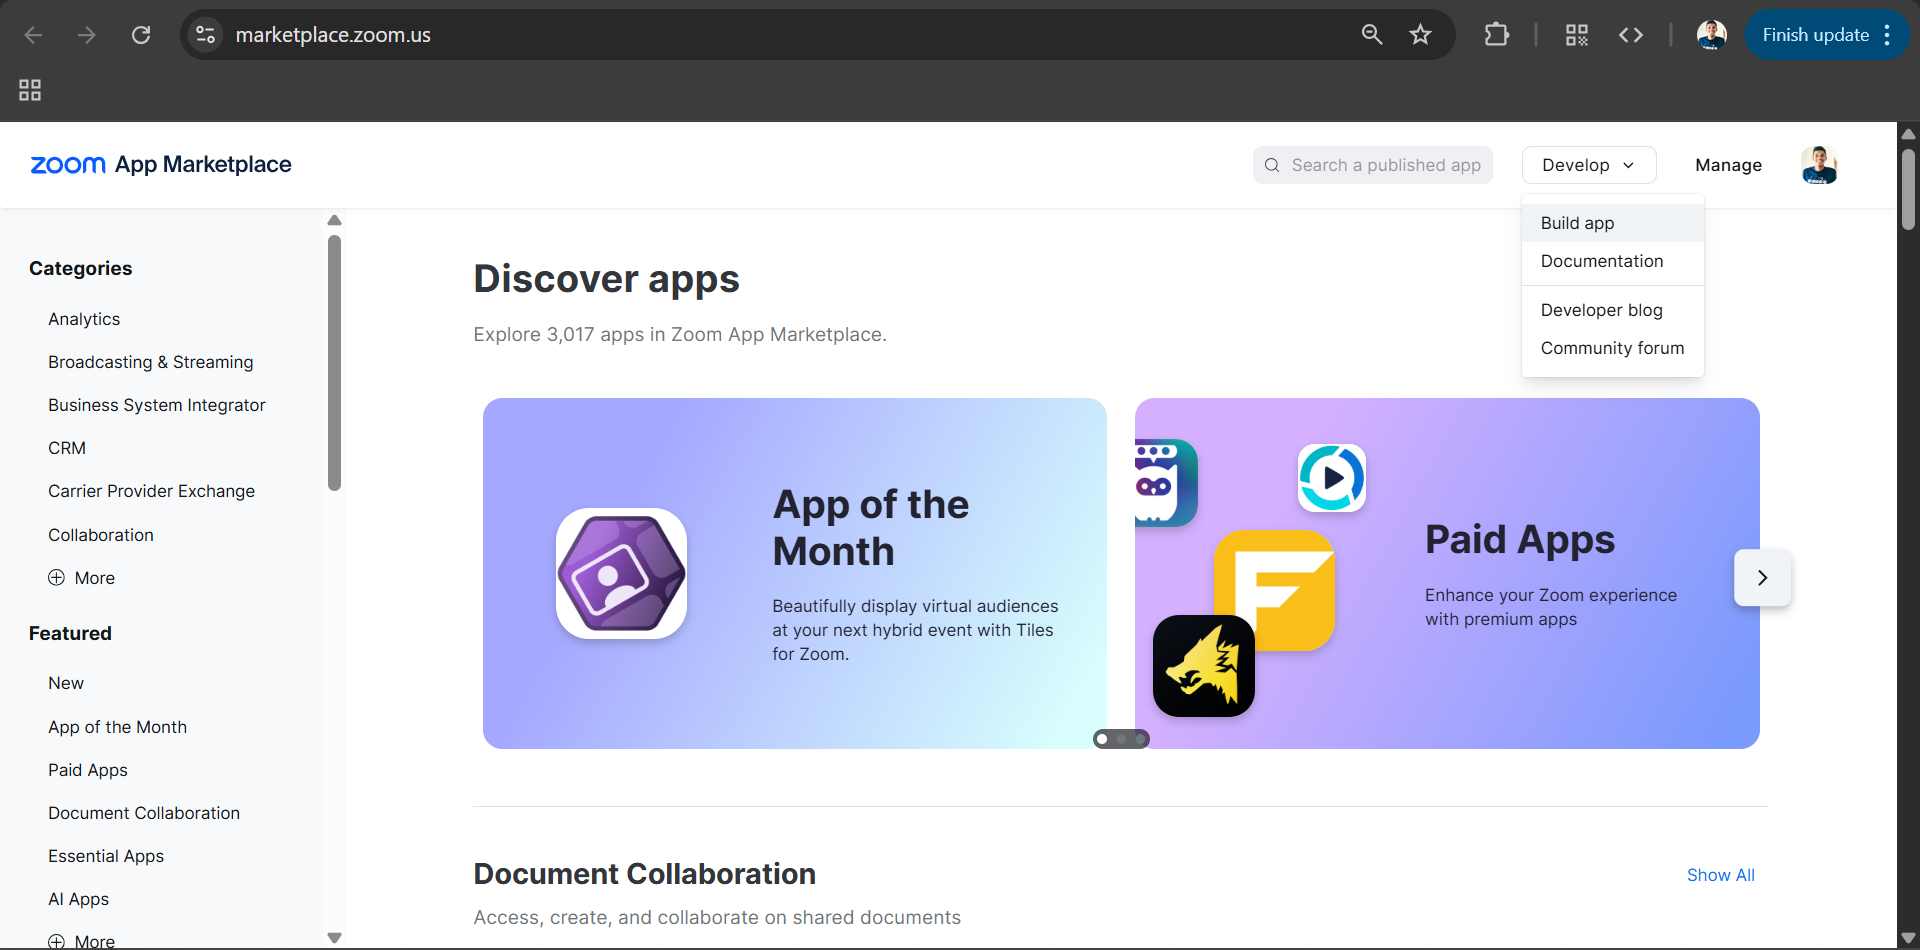 marketplace.zoom.us
Finish update
zoom App Marketplace
Search a published app
Develop
Manage
Build app
Documentation
Developer blog
Community forum
Categories
Analytics
Broadcasting & Streaming
Business System Integrator
CRM
Carrier Provider Exchange
Collaboration
More
Featured
New
App of the Month
Paid Apps
Document Collaboration
Essential Apps
AI Apps
More
Discover apps
Explore 3,017 apps in Zoom App Marketplace.
App of the
Month
Beautifully display virtual audiences
at your next hybrid event with Tiles
for Zoom.
Paid Apps
Enhance your Zoom experience
with premium apps
Document Collaboration
Show All
Access, create, and collaborate on shared documents